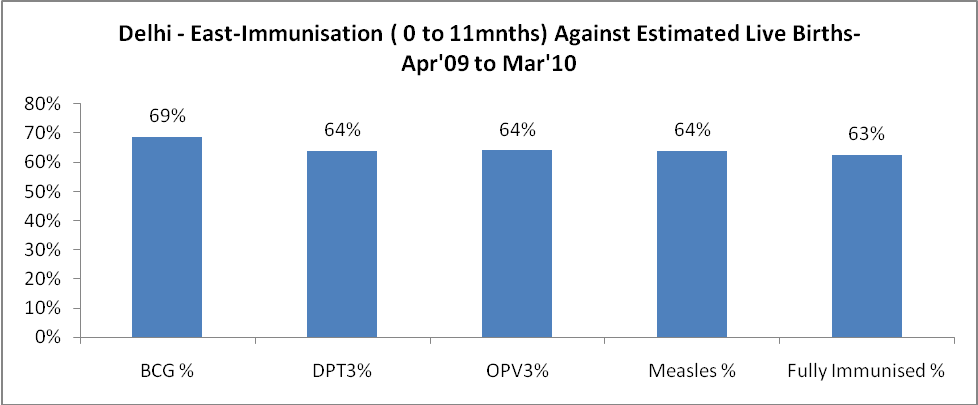 Delhi - East-Immunisation ( 0 to 11mnths) Against Estimated Live Births-
Apr'09 to Mar'10
80%
70%
60%
50%
40%
30%
20%
10%
0%
69%
64%
64%
64%
63%
BCG %
DPT3%
OPV3%
Measles %
Fully Immunised %